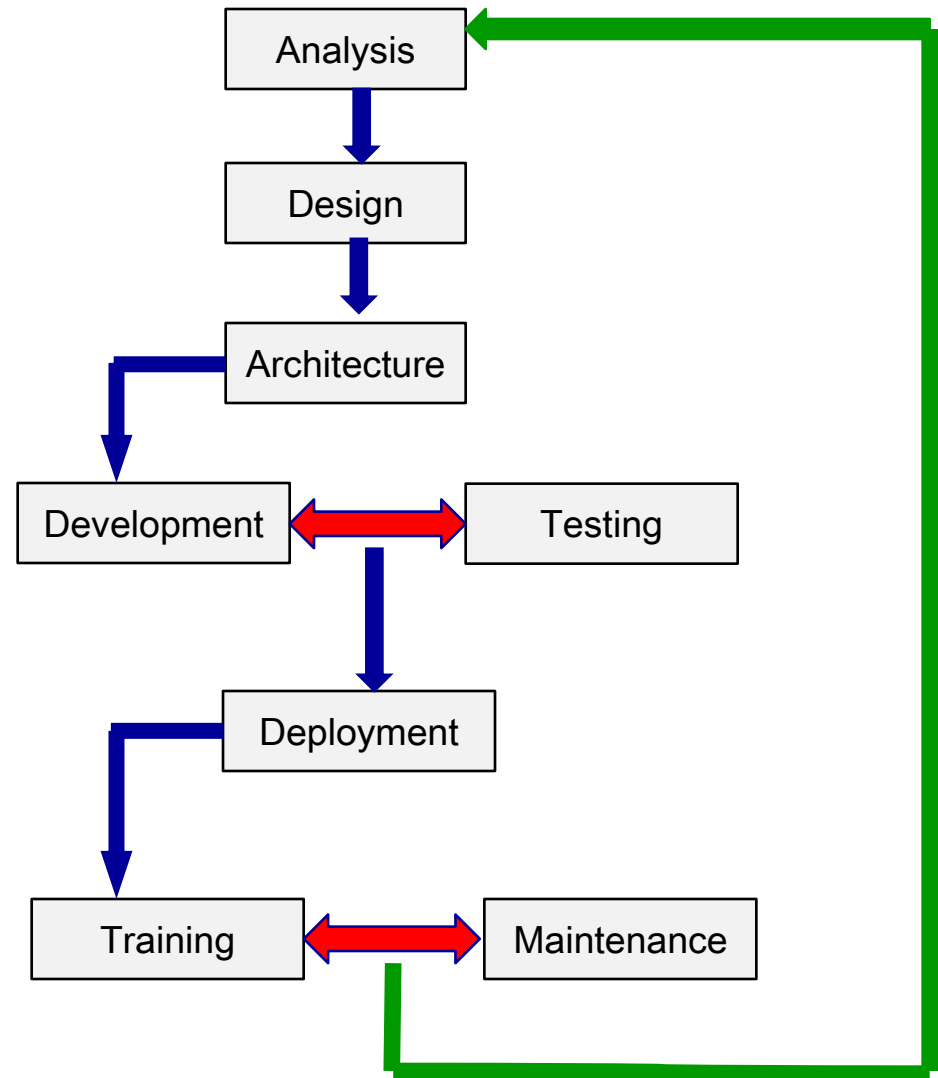 Analysis
Design
Architecture
Development
Testing
Deployment
Training
Maintenance